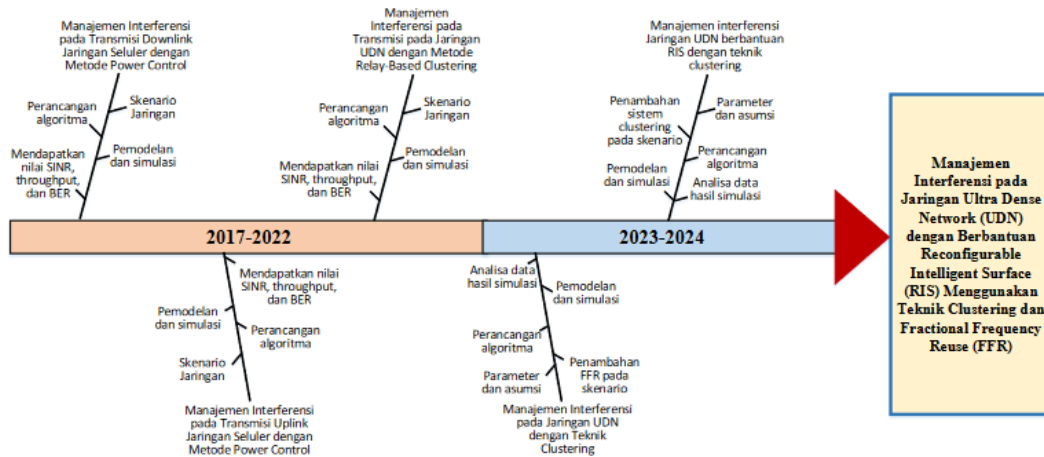 Manajemen Interferensi
pada Transmisi Downlink
Jaringan Seluler dengan
Metode Power Control
Perancangan
algoritma
Skenario
Jaringan
Mendapatkan nilai
SINR, throughput,
dan BER
Pemodelan
dan simulasi
Manajemen
Interferensi pada
Transmisi pada Jaringan
UDN dengan Metode
Relay-Based Clustering
Perancangan
algoritma
Skenario
Jaringan
Mendapatkan nilai
SINR, throughput,
dan BER
Pemodelan
dan simulasi
Manajemen interferensi
Jaringan UDN berbantuan
RIS dengan teknik
clustering
Penambahan
sistem
clustering
pada skenario
Parameter
dan asumsi
Pemodelan
dan simulasi
Perancangan
algoritma
Analisa data
hasil simulasi
2017-2022
2023-2024
Mendapatkan nilai
SINR, throughput,
dan BER
Pemodelan
dan simulasi
Perancangan
algoritma
Skenario
Jaringan
Manajemen Interferensi
pada Transmisi Uplink
Jaringan Seluler dengan
Metode Power Control
Analisa data
hasil simulasi
Pemodelan
dan simulasi
Perancangan
algoritma
Penambahan
FFR pada
skenario
Parameter
dan asumsi
Manajemen Interferensi
pada Jaringan UDN
dengan Teknik
Clustering
Manajemen
Interferensi pada
Jaringan Ultra Dense
Network (UDN)
dengan Berbantuan
Reconfigurable
Intelligent Surface
(RIS) Menggunakan
Teknik Clustering dan
Fractional Frequency
Reuse (FFR)